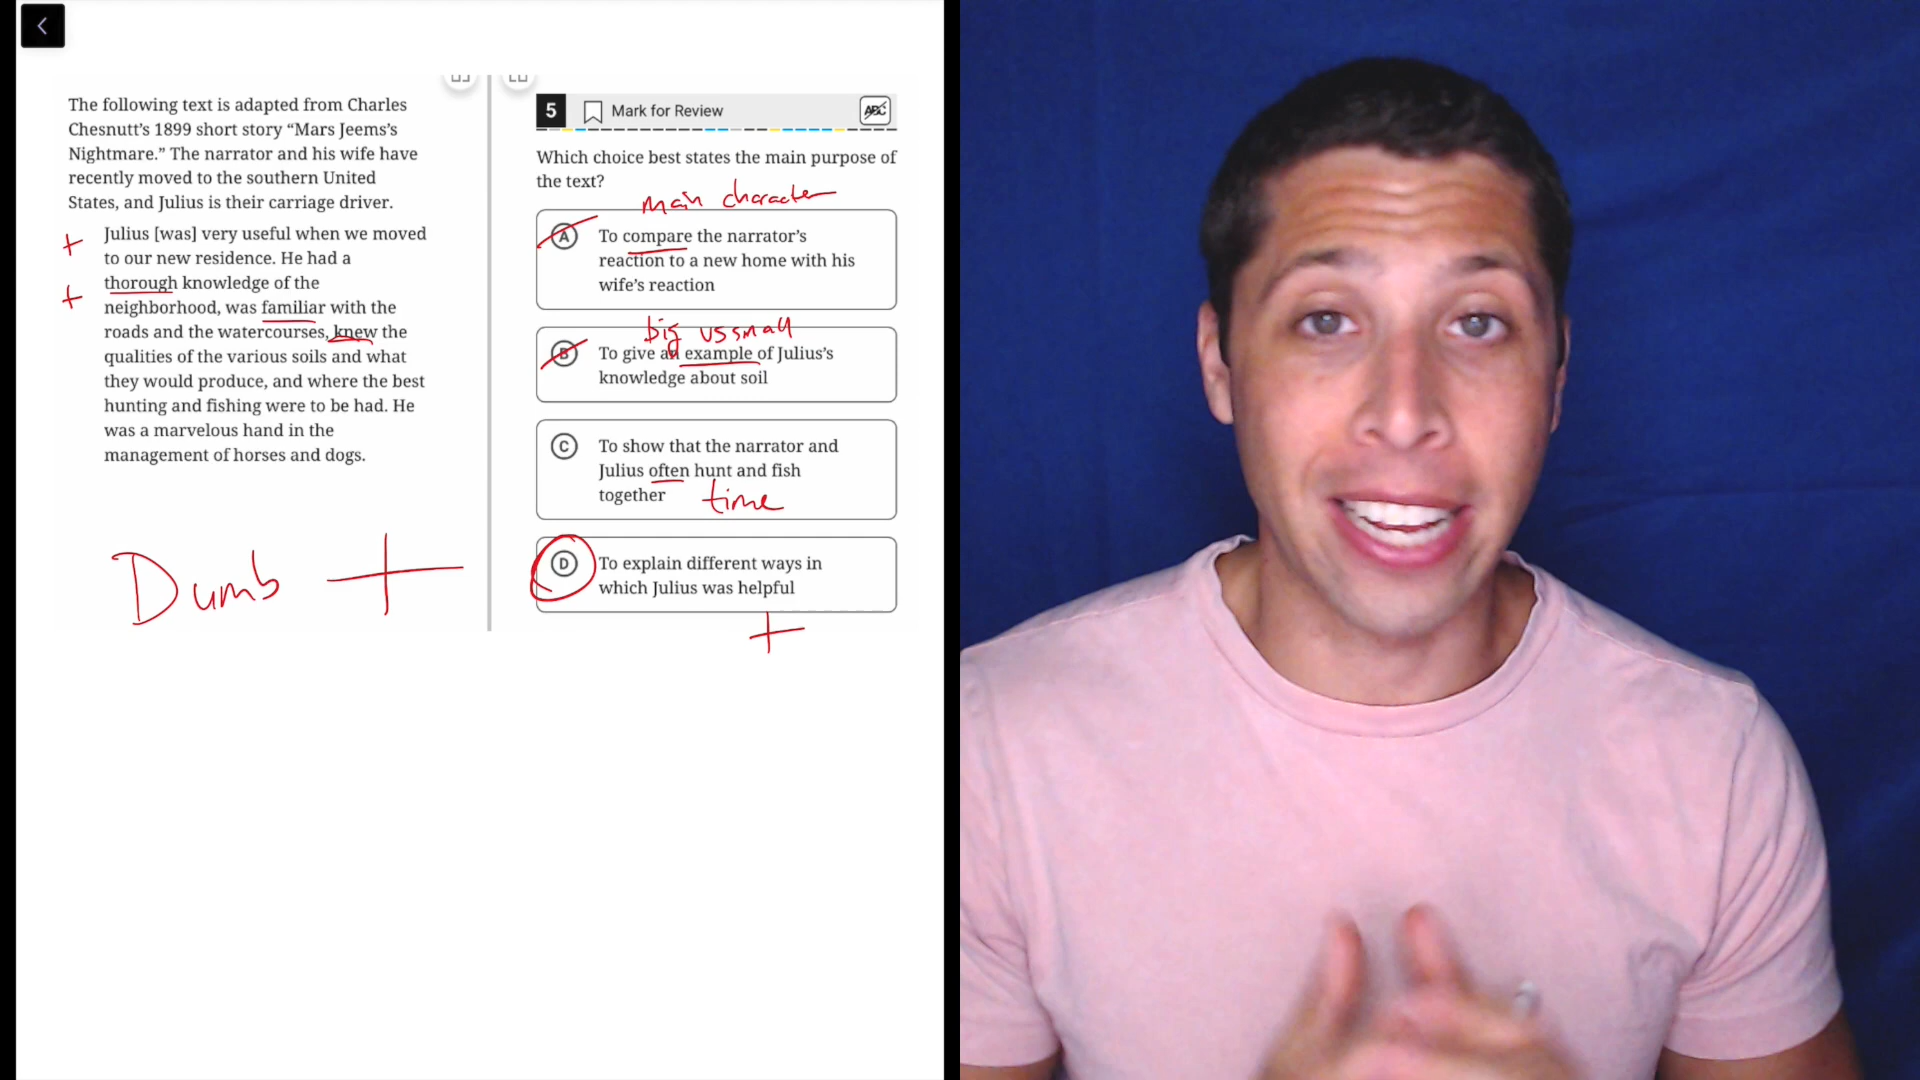 The following text is adapted from Charles
Chesnutt's 1899 short story “Mars Jeems's
Nightmare.” The narrator and his wife have
recently moved to the southern United
States, and Julius is their carriage driver.
+ Julius [was] very useful when we moved
to our new residence. He had a
+ thorough knowledge of the
neighborhood, was familiar with the
roads and the watercourses, knew the
qualities of the various soils and what
they would produce, and where the best
hunting and fishing were to be had. He
was a marvelous hand in the
management of horses and dogs.
Dumb +
5 Mark for Review ABC
Which choice best states the main purpose of
the text?
main character
A To compare the narrator's
reaction to a new home with his
wife's reaction
big vs small
B To give an example of Julius's
knowledge about soil
C To show that the narrator and
Julius often hunt and fish
together time
D To explain different ways in
which Julius was helpful
+